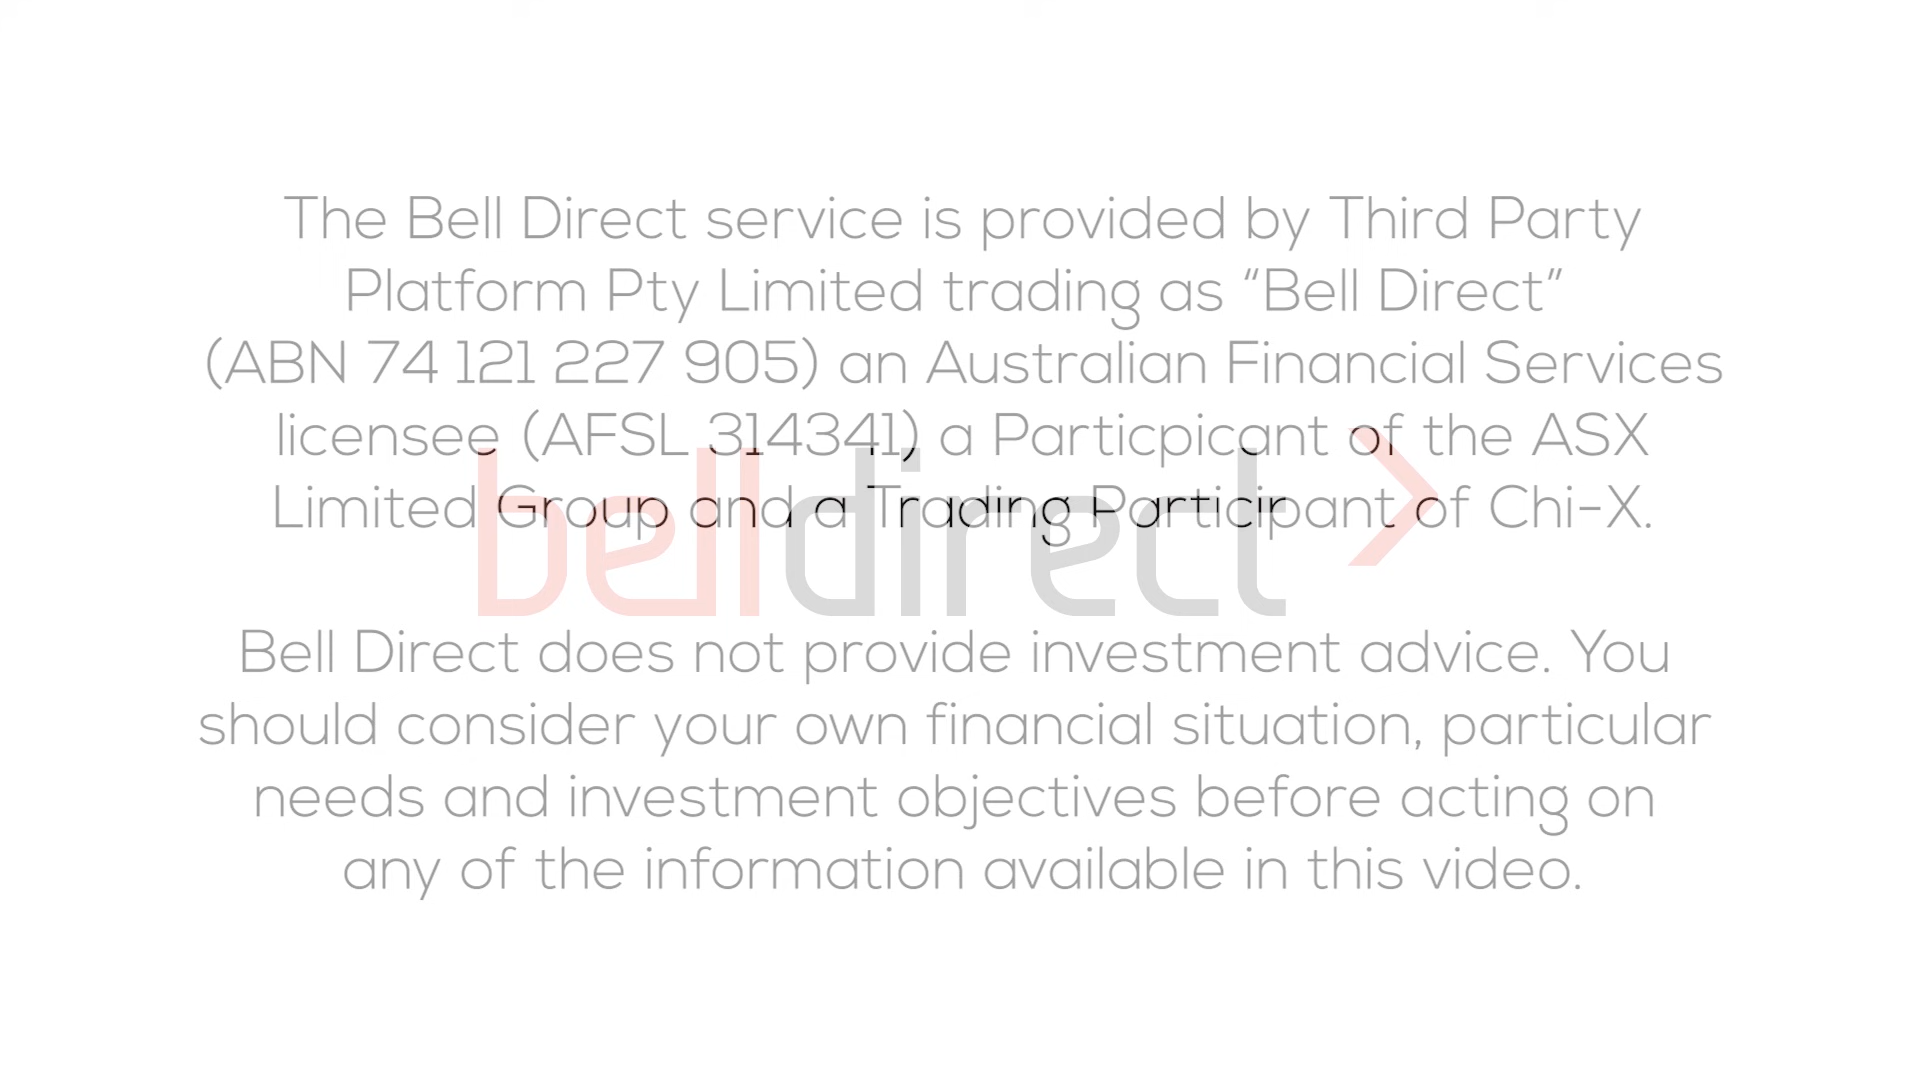 The Bell Direct service is provided by Third Party
Platform Pty Limited trading as “Bell Direct”
(ABN 74 121 227 905) an Australian Financial Services
licensee (AFSL 314341) a Particpicant of the ASX
Limited Group and a Trading Participant of Chi-X.
belldirect
Bell Direct does not provide investment advice. You
should consider your own financial situation, particular
needs and investment objectives before acting on
any of the information available in this video.